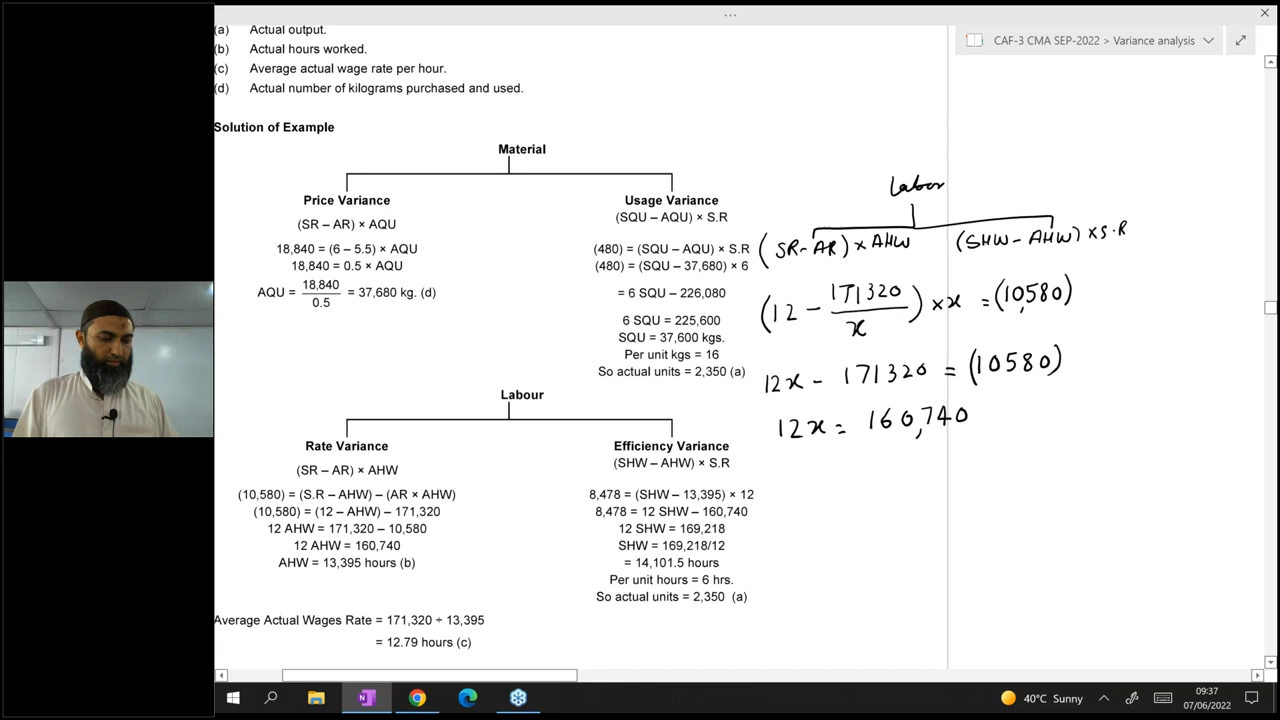 (a) Actual output.
(b) Actual hours worked.
(c) Average actual wage rate per hour.
(d) Actual number of kilograms purchased and used.
CAF-3 CMA SEP-2022 > Variance analysis
Solution of Example
Material
Price Variance
(SR – AR) × AQU
18,840 = (6 – 5.5) × AQU
18,840 = 0.5 × AQU
AQU = 18,840 / 0.5 = 37,680 kg. (d)
Usage Variance
(SQU – AQU) × S.R
(480) = (SQU – AQU) × S.R
(480) = (SQU – 37,680) × 6
= 6 SQU – 226,080
6 SQU = 225,600
SQU = 37,600 kgs.
Per unit kgs = 16
So actual units = 2,350 (a)
Labour
Rate Variance
(SR – AR) × AHW
(10,580) = (S.R – AHW) – (AR × AHW)
(10,580) = (12 – AHW) – 171,320
12 AHW = 171,320 – 10,580
12 AHW = 160,740
AHW = 13,395 hours (b)
Efficiency Variance
(SHW – AHW) × S.R
8,478 = (SHW – 13,395) × 12
8,478 = 12 SHW – 160,740
12 SHW = 169,218
SHW = 169,218/12
= 14,101.5 hours
Per unit hours = 6 hrs.
So actual units = 2,350 (a)
Average Actual Wages Rate = 171,320 ÷ 13,395
= 12.79 hours (c)
Labor
(SR – AR) × AHW (SHW – AHW) × S.R
(12 – 171320 / x) × x = (10,580)
12x – 171320 = (10580)
12x = 160,740
40°C Sunny
09:37
07/06/2022